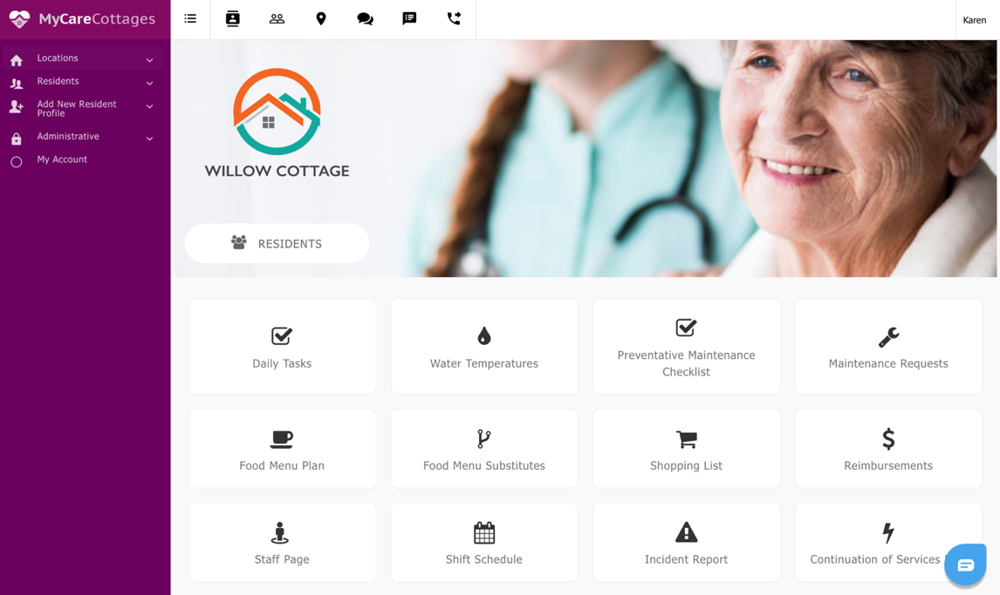 MyCareCottages
Karen
Locations
Residents
Add New Resident
Profile
Administrative
My Account
WILLOW COTTAGE
RESIDENTS
Daily Tasks
Water Temperatures
Preventative Maintenance
Checklist
Maintenance Requests
Food Menu Plan
Food Menu Substitutes
Shopping List
Reimbursements
Staff Page
Shift Schedule
Incident Report
Continuation of Services